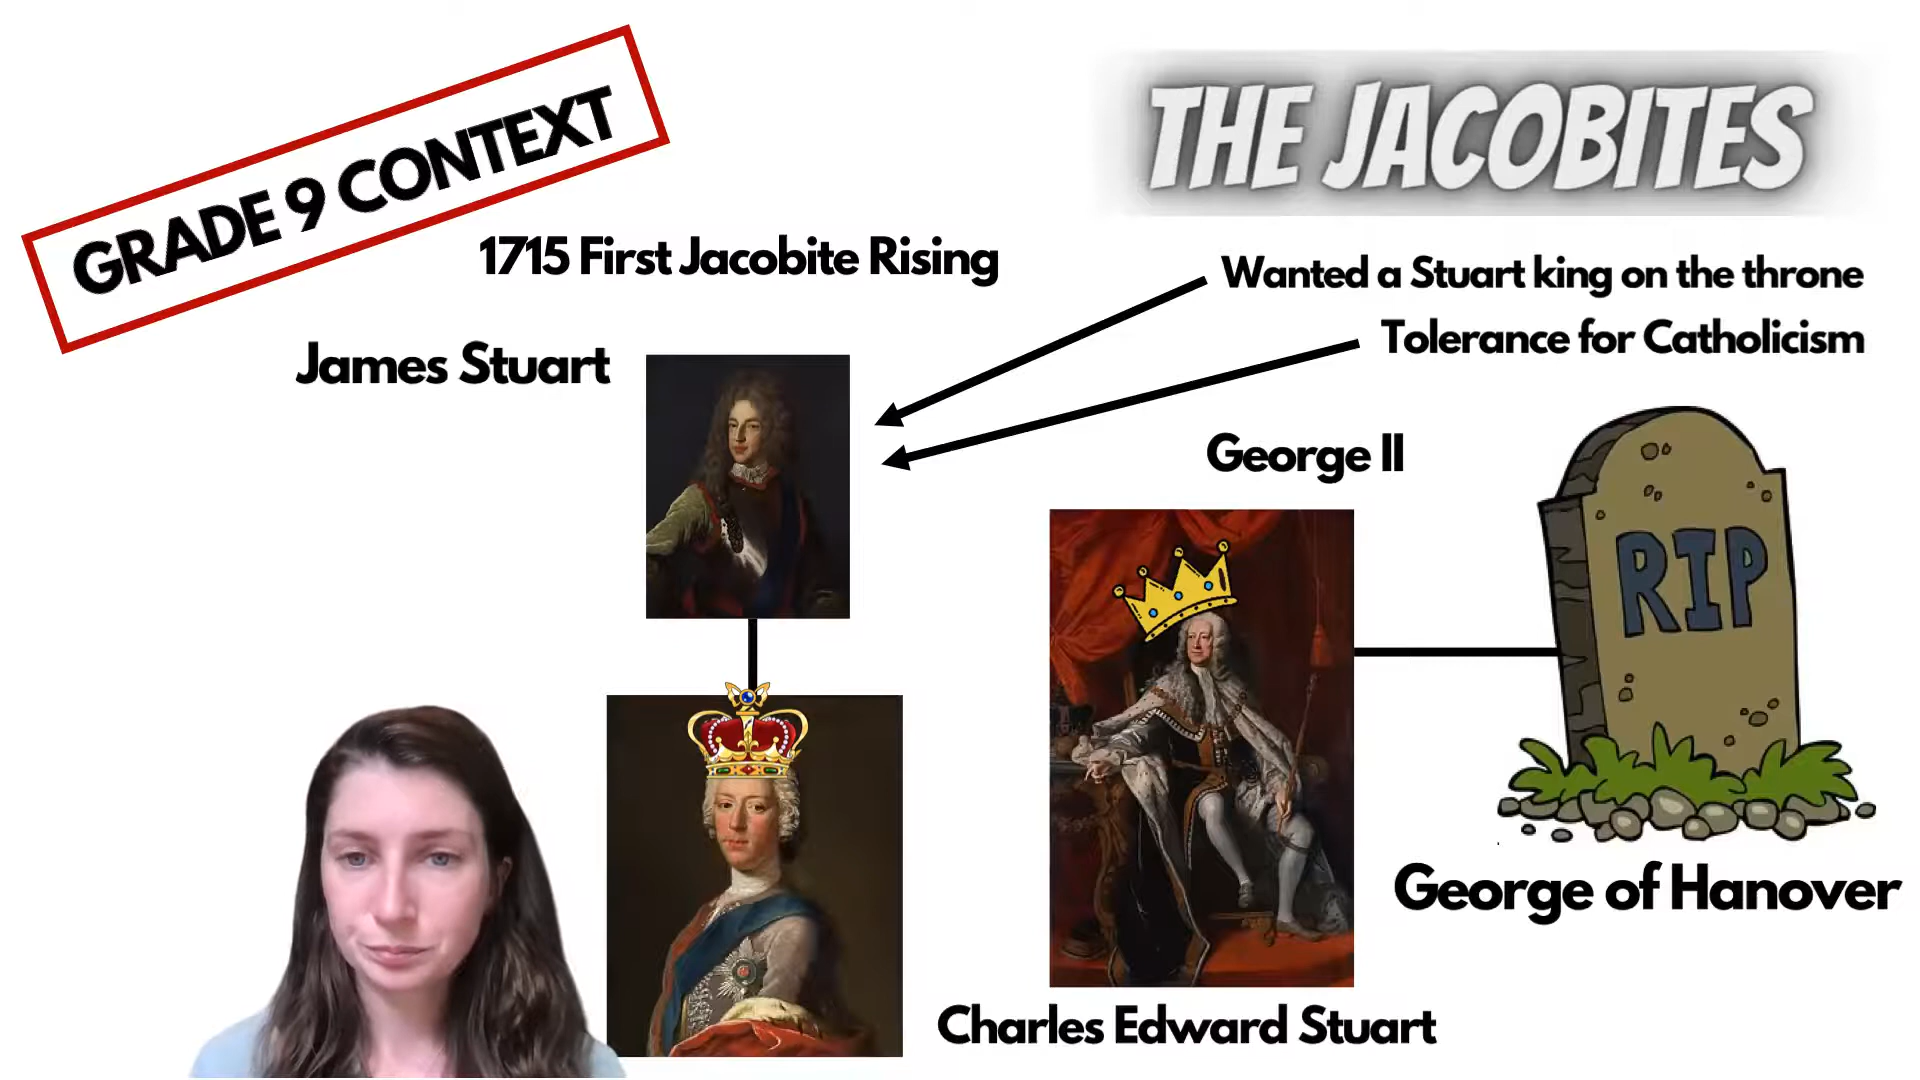 GRADE 9 CONTEXT
THE JACOBITES
1715 First Jacobite Rising
Wanted a Stuart king on the throne
Tolerance for Catholicism
James Stuart
George II
RIP
George of Hanover
Charles Edward Stuart